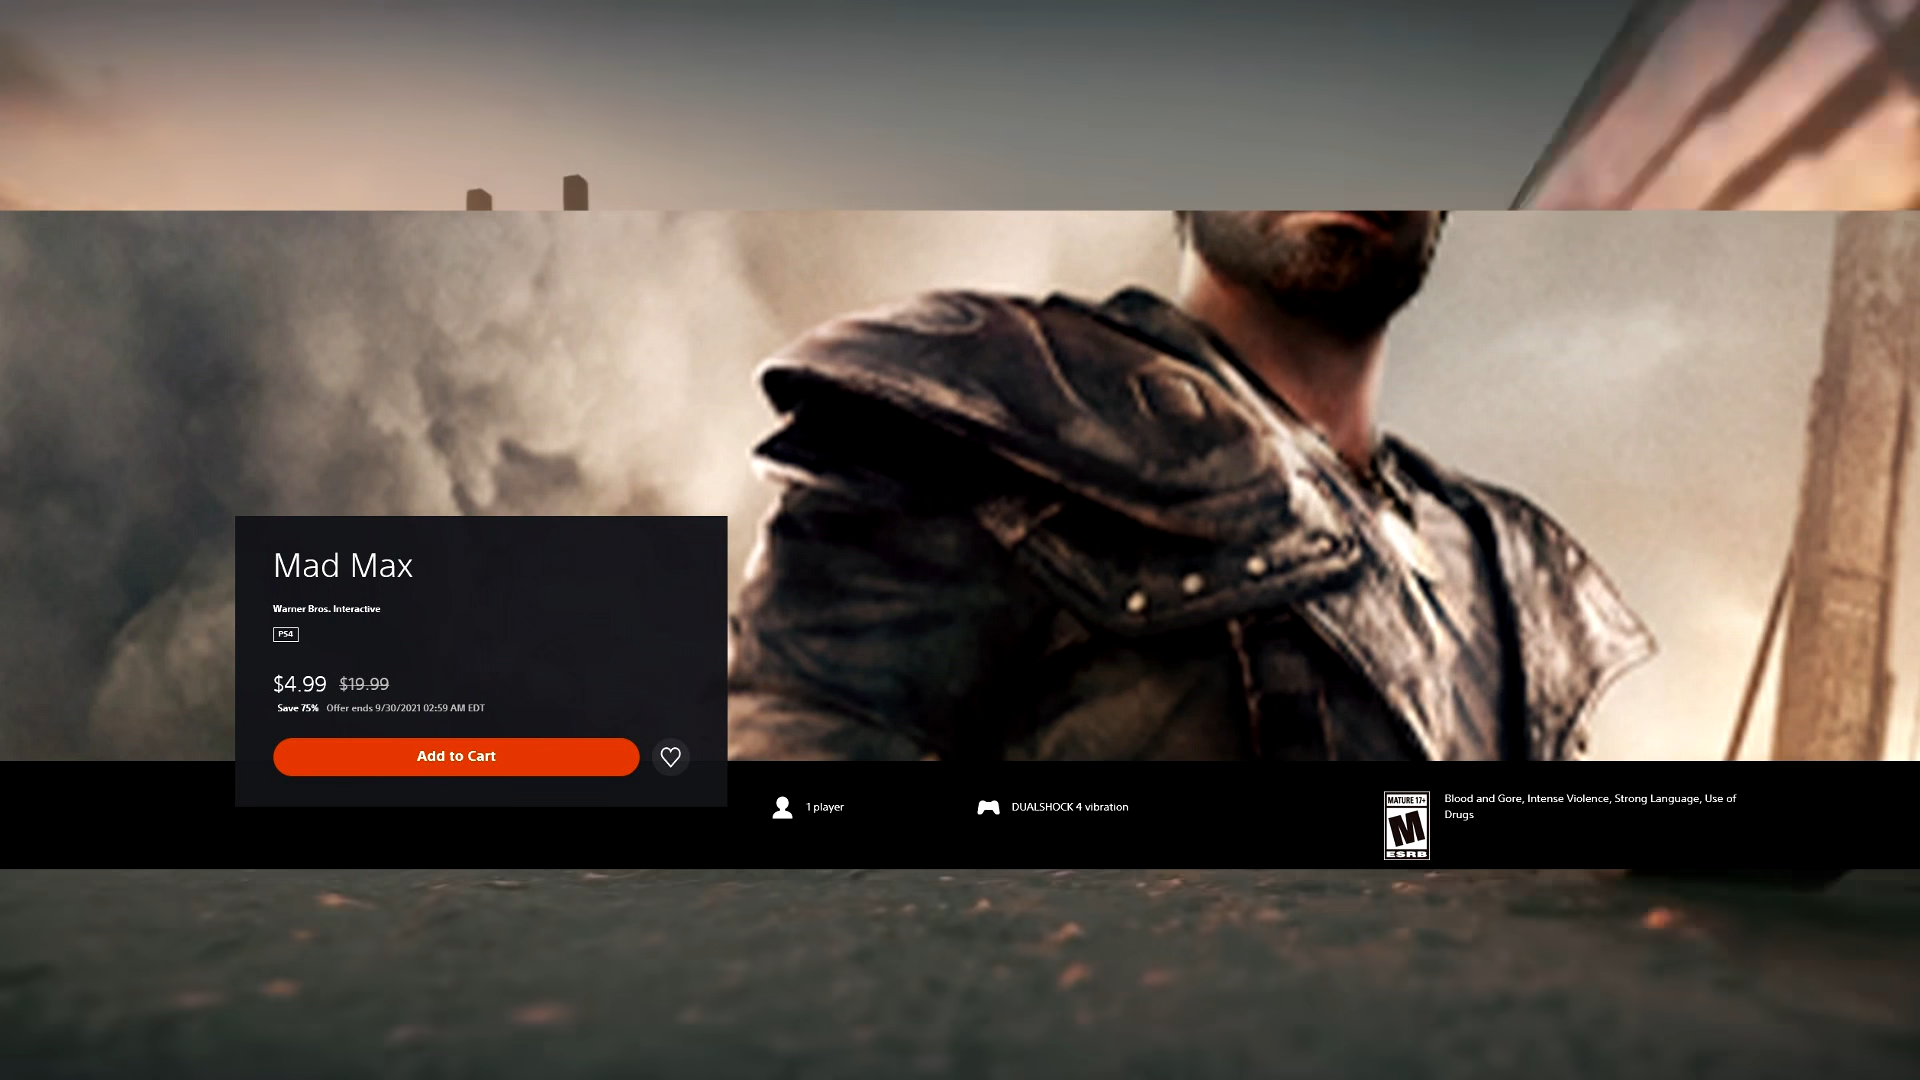 Mad Max
Warner Bros. Interactive
PS4
$4.99 $19.99
Save 75% Offer ends 9/30/2021 02:59 AM EDT
Add to Cart
1 player
DUALSHOCK 4 vibration
MATURE 17+
M
ESRB
Blood and Gore, Intense Violence, Strong Language, Use of
Drugs